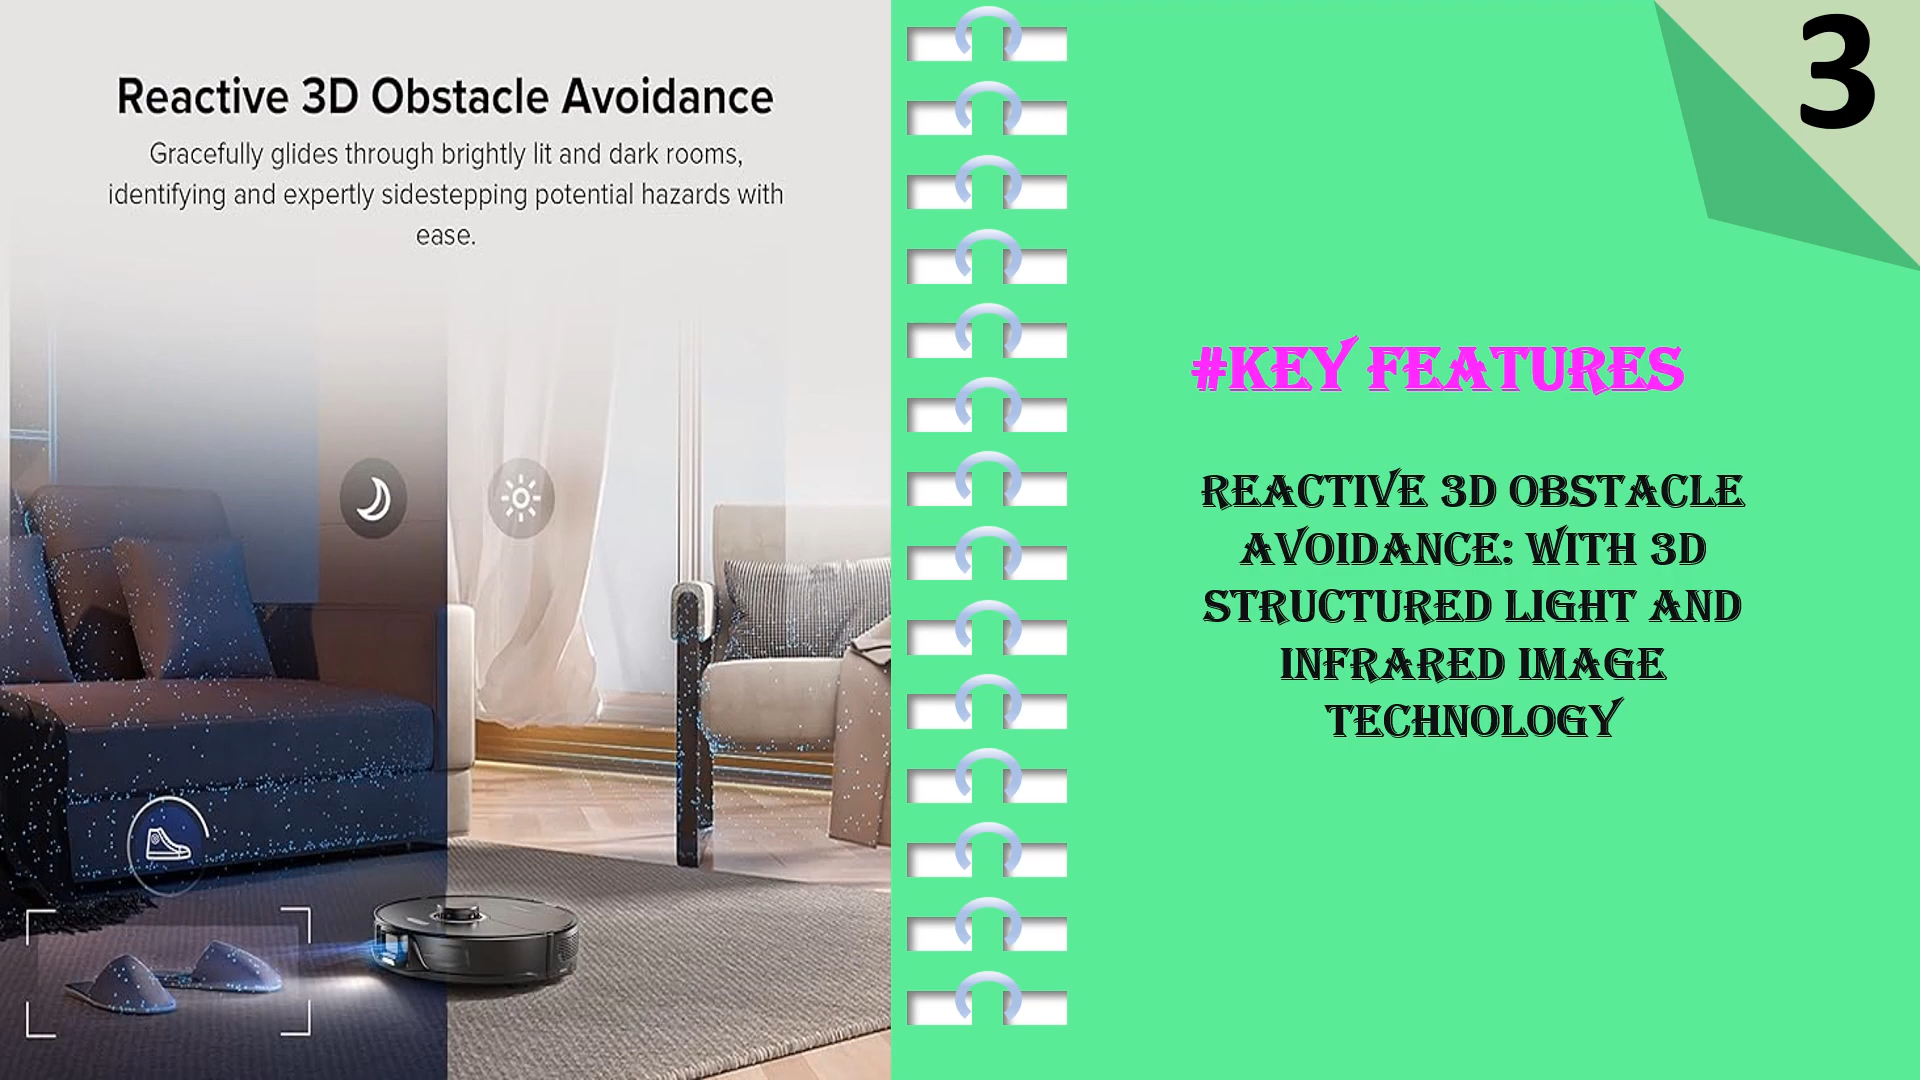 Reactive 3D Obstacle Avoidance
Gracefully glides through brightly lit and dark rooms,
identifying and expertly sidestepping potential hazards with
ease.
3
#KEY FEATURES
REACTIVE 3D OBSTACLE
AVOIDANCE: WITH 3D
STRUCTURED LIGHT AND
INFRARED IMAGE
TECHNOLOGY